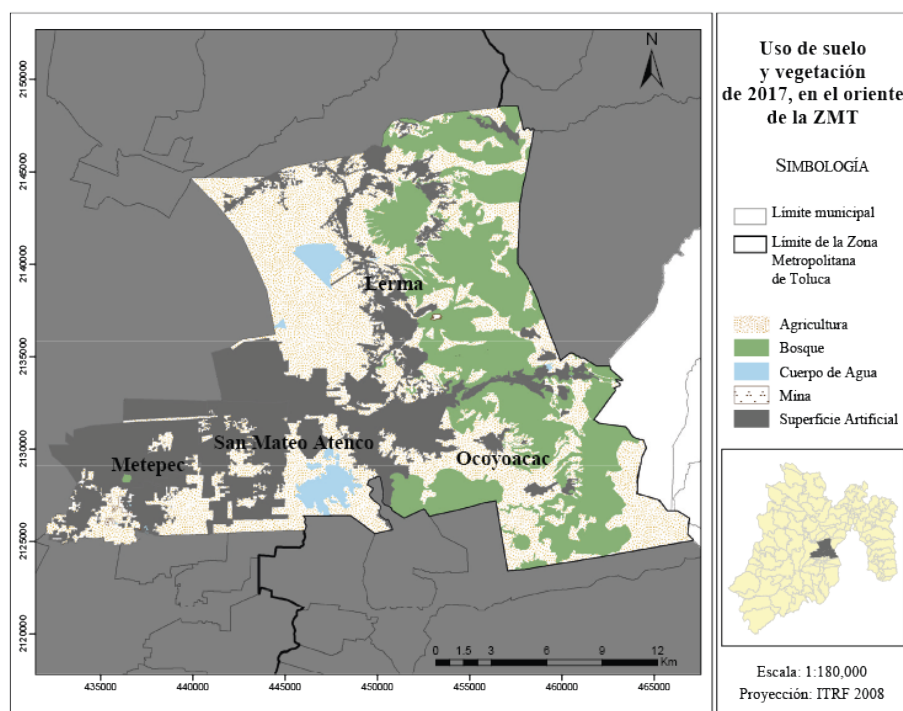 Uso de suelo
y vegetación
de 2017, en el oriente
de la ZMT
SIMBOLOGÍA
Límite municipal
Límite de la Zona
Metropolitana
de Toluca
Agricultura
Bosque
Cuerpo de Agua
Mina
Superficie Artificial
Escala: 1:180,000
Proyección: ITRF 2008
N
Lerma
San Mateo Atenco
Metepec
Ocoyoacac
2150000
2145000
2140000
2135000
2130000
2125000
2120000
0 1.5 3 6 9 12
Km
435000 440000 445000 450000 455000 460000 465000